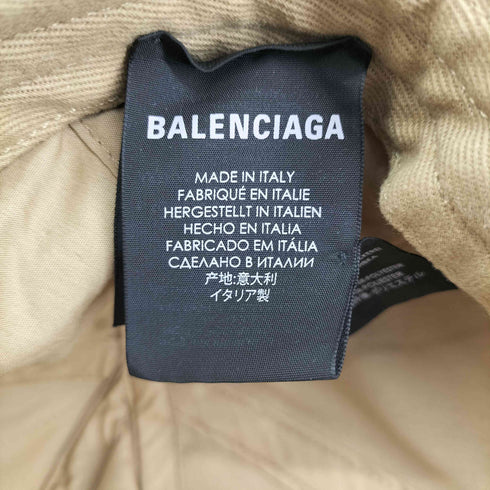 BALENCIAGA
MADE IN ITALY
FABRIQUÉ EN ITALIE
HERGESTELLT IN ITALIEN
HECHO EN ITALIA
FABRICADO EM ITÁLIA
СДЕЛАНО В ИТАЛИИ
产地:意大利
イタリア製